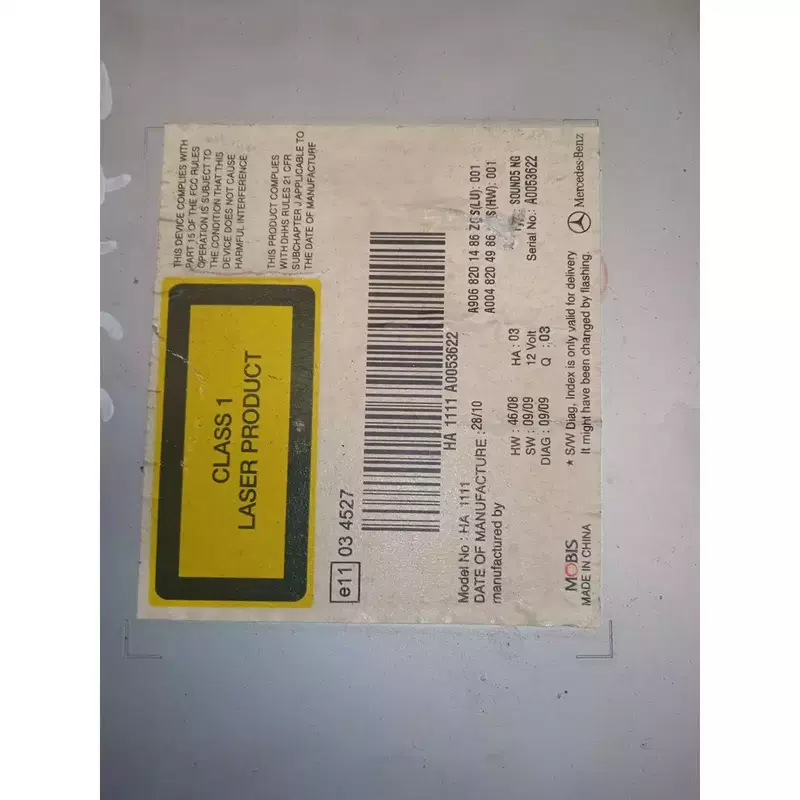 THIS DEVICE COMPLIES WITH
PART 15 OF THE FCC RULES
OPERATION IS SUBJECT TO
THE CONDITION THAT THIS
DEVICE DOES NOT CAUSE
HARMFUL INTERFERENCE
THIS PRODUCT COMPLIES
WITH DHHS RULES 21 CFR
SUBCHAPTER J APPLICABLE TO
THE DATE OF MANUFACTURE
CLASS 1
LASER PRODUCT
e11 03 4527
HA 1111 A0053622
Model No : HA 1111
DATE OF MANUFACTURE :28/10
manufactured by
A906 820 14 86 S(LU): 001
A004 820 49 86 S(HW): 001
SOUND5 NG
Serial No.: A0053622
HW : 46/08 HA : 03
SW : 09/09 12 Volt
DIAG : 09/09 Q : 03
* S/W Diag, Index is only valid for delivery
It might have been changed by flashing.
MOBIS
MADE IN CHINA
Mercedes-Benz